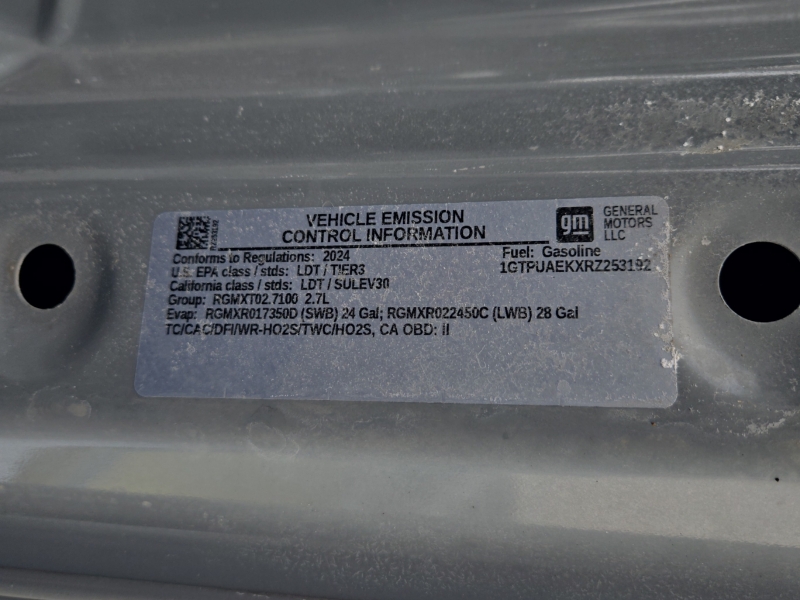 VEHICLE EMISSION
CONTROL INFORMATION
gm
GENERAL
MOTORS
LLC
Conforms to Regulations: 2024
U.S. EPA class / stds: LDT / TIER3
California class / stds: LDT / SULEV30
Group: RGMXT02.7100 2.7L
Evap: RGMXR017350D (SWB) 24 Gal; RGMXR022450C (LWB) 28 Gal
TC/CAC/DFI/WR-HO2S/TWC/HO2S, CA OBD: II
Fuel: Gasoline
1GTPUAEKXRZ253192